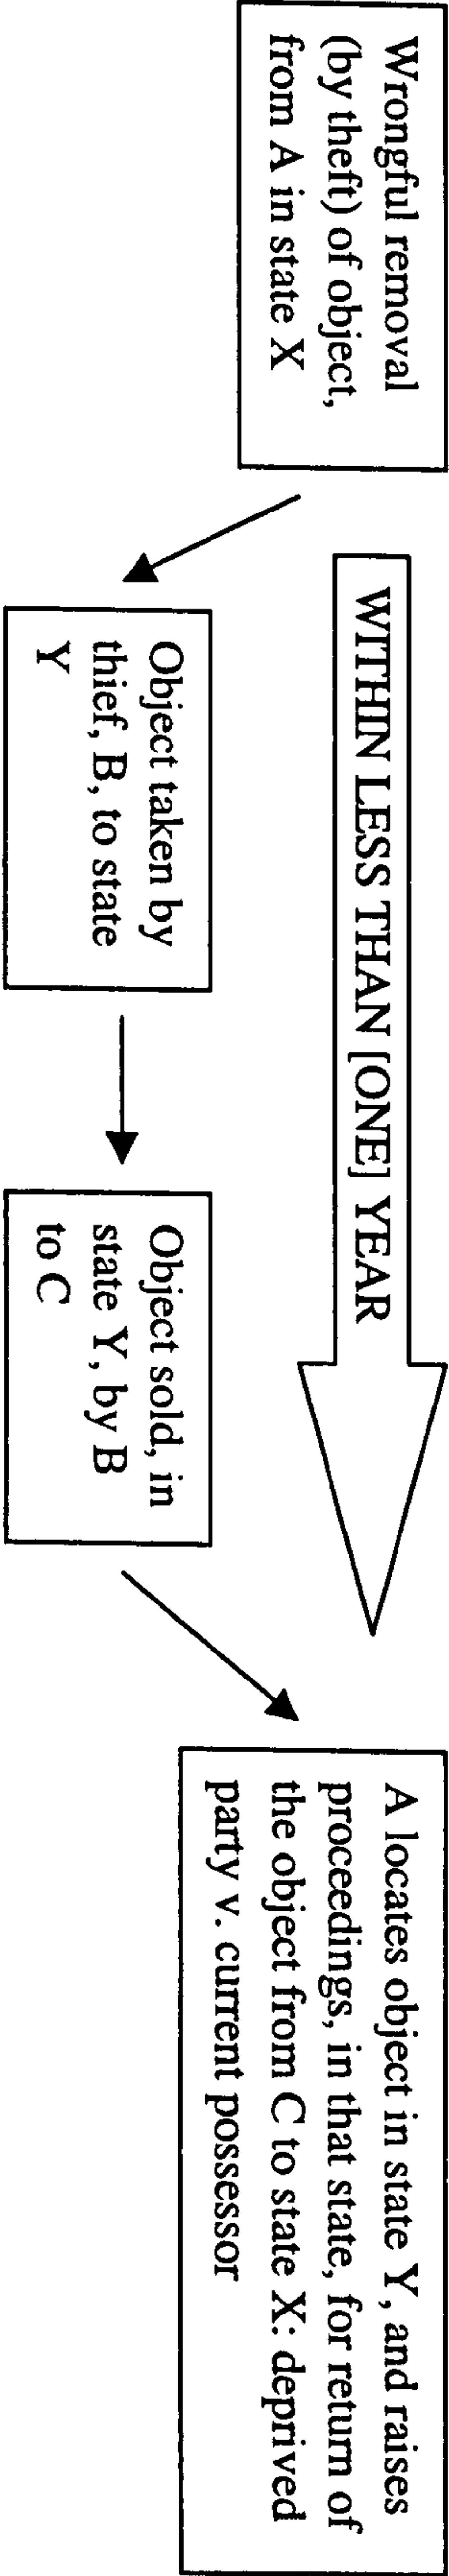 Wrongful removal
(by theft) of object,
from A in state X
WITHIN LESS THAN [ONE] YEAR
Object taken by
thief, B, to state
Y
Object sold, in
state Y, by B
to C
A locates object in state Y, and raises
proceedings, in that state, for return of
the object from C to state X: deprived
party v. current possessor